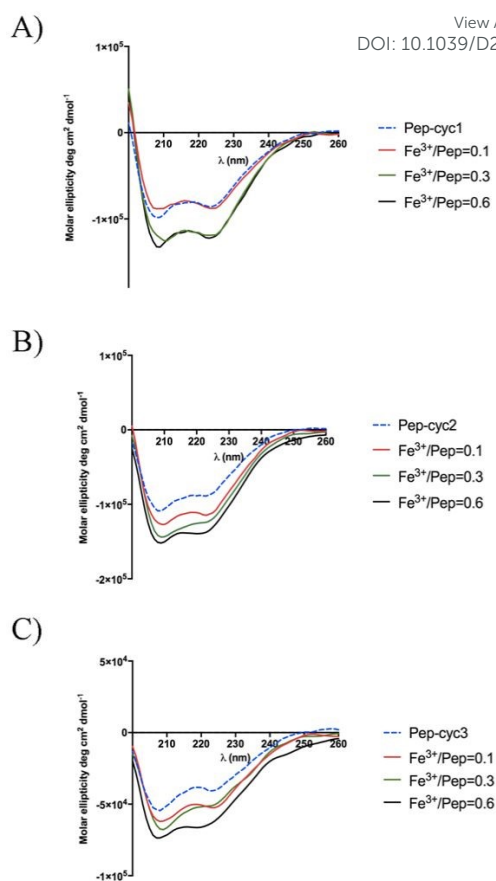 View A
DOI: 10.1039/D2
A)
1×10⁵
0
-1×10⁵
210 220 230 240 250 260
λ (nm)
Molar ellipticity deg cm² dmol⁻¹
Pep-cyc1
Fe³⁺/Pep=0.1
Fe³⁺/Pep=0.3
Fe³⁺/Pep=0.6
B)
1×10⁵
0
-1×10⁵
-2×10⁵
210 220 230 240 250 260
λ (nm)
Molar ellipticity deg cm² dmol⁻¹
Pep-cyc2
Fe³⁺/Pep=0.1
Fe³⁺/Pep=0.3
Fe³⁺/Pep=0.6
C)
5×10⁴
0
-5×10⁴
-1×10⁵
210 220 230 240 250 260
λ (nm)
Molar ellipticity deg cm² dmol⁻¹
Pep-cyc3
Fe³⁺/Pep=0.1
Fe³⁺/Pep=0.3
Fe³⁺/Pep=0.6